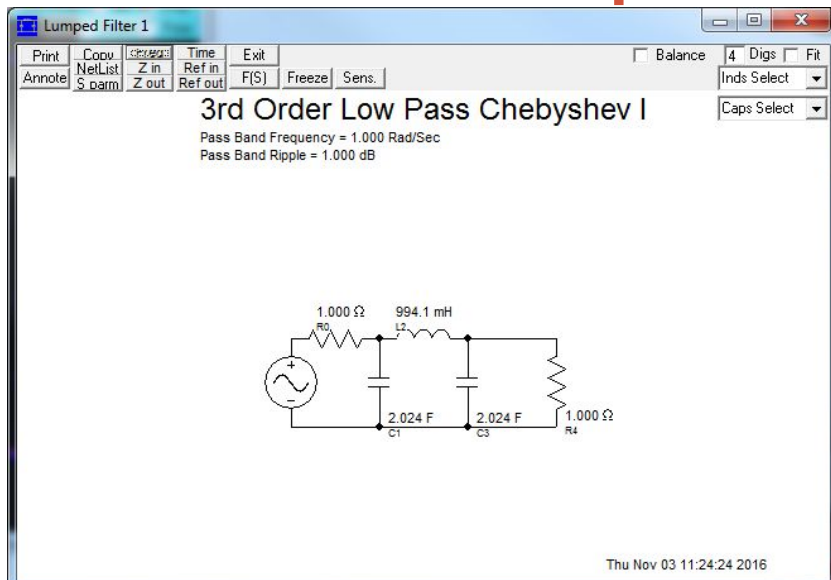 Lumped Filter 1
Print Copy Time Exit Balance 4 Digs Fit
NetList Z in Ref in
Annote S parm Z out Ref out F(S) Freeze Sens. Inds Select
Caps Select
3rd Order Low Pass Chebyshev I
Pass Band Frequency = 1.000 Rad/Sec
Pass Band Ripple = 1.000 dB
1.000 Ω 994.1 mH
R0 L2
2.024 F 2.024 F 1.000 Ω
C1 C3 R4
Thu Nov 03 11:24:24 2016